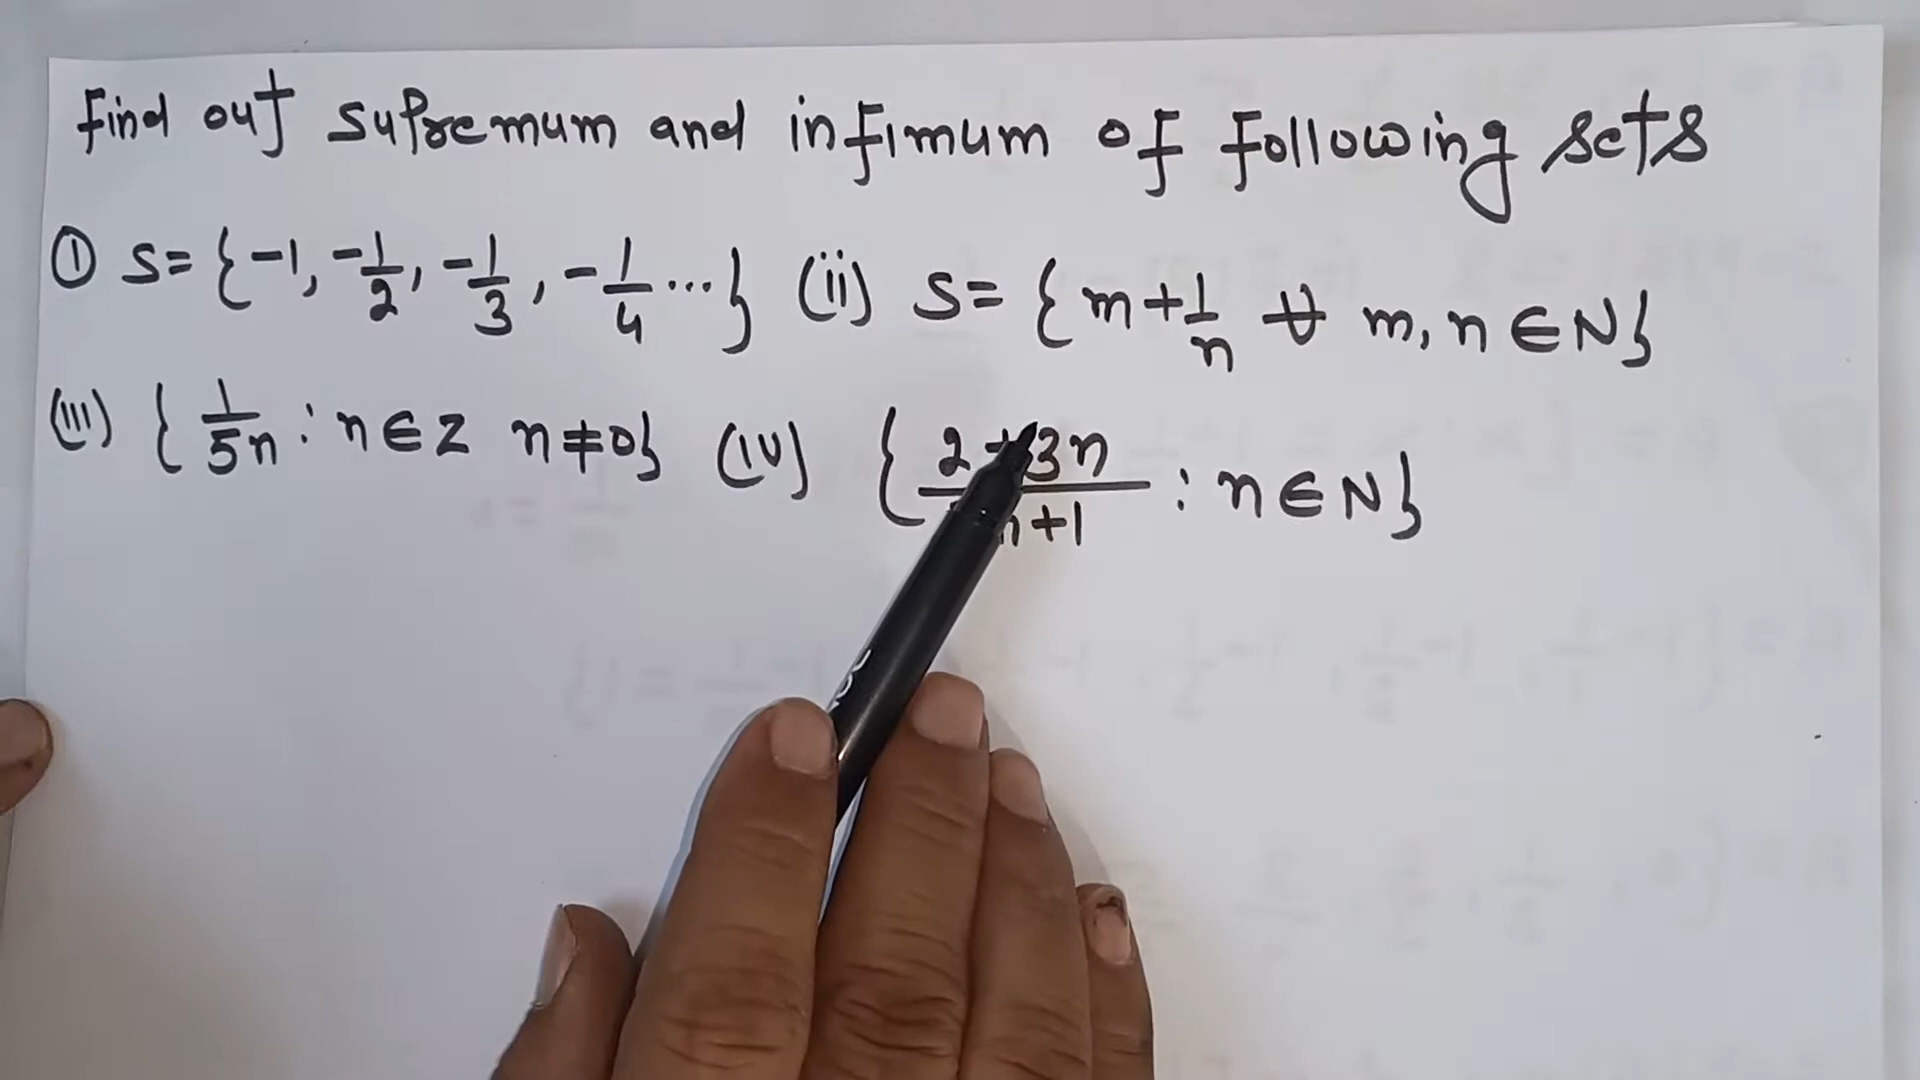 Find out supremum and infimum of following sets
① S= {-1, -1/2, -1/3, -1/4 ...} (ii) S= {m+1/n ∀ m, n ∈ N}
(iii) {1/5n : n ∈ Z n ≠ 0} (iv) {2+3n/n+1 : n ∈ N}